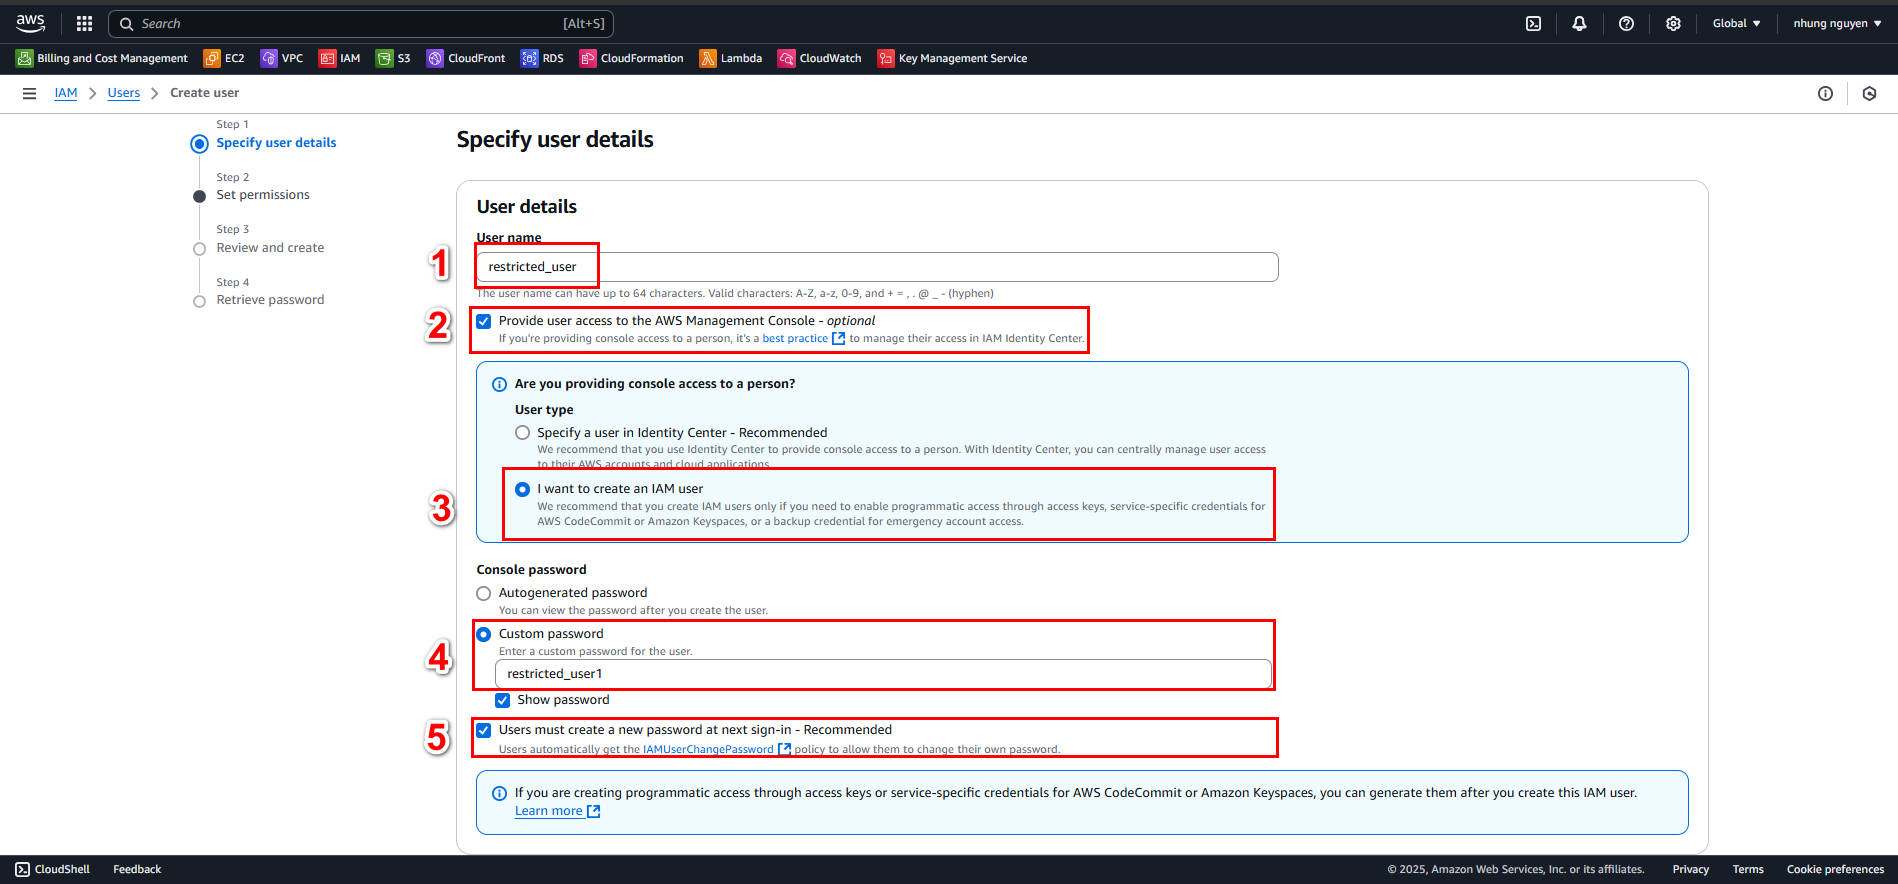 aws
Search [Alt+S] Global nhung nguyen
Billing and Cost Management EC2 VPC IAM S3 CloudFront RDS CloudFormation Lambda CloudWatch Key Management Service
IAM > Users > Create user
Step 1
Specify user details
Step 2
Set permissions
Step 3
Review and create
Step 4
Retrieve password
Specify user details
User details
User name
1
restricted_user
The user name can have up to 64 characters. Valid characters: A-Z, a-z, 0-9, and + = , . @ _ - (hyphen)
2
Provide user access to the AWS Management Console - optional
If you're providing console access to a person, it's a best practice to manage their access in IAM Identity Center.
Are you providing console access to a person?
User type
Specify a user in Identity Center - Recommended
We recommend that you use Identity Center to provide console access to a person. With Identity Center, you can centrally manage user access
to their AWS accounts and cloud applications.
3
I want to create an IAM user
We recommend that you create IAM users only if you need to enable programmatic access through access keys, service-specific credentials for
AWS CodeCommit or Amazon Keyspaces, or a backup credential for emergency account access.
Console password
Autogenerated password
You can view the password after you create the user.
4
Custom password
Enter a custom password for the user.
restricted_user1
Show password
5
Users must create a new password at next sign-in - Recommended
Users automatically get the IAMUserChangePassword policy to allow them to change their own password.
If you are creating programmatic access through access keys or service-specific credentials for AWS CodeCommit or Amazon Keyspaces, you can generate them after you create this IAM user.
Learn more
CloudShell Feedback © 2025, Amazon Web Services, Inc. or its affiliates. Privacy Terms Cookie preferences